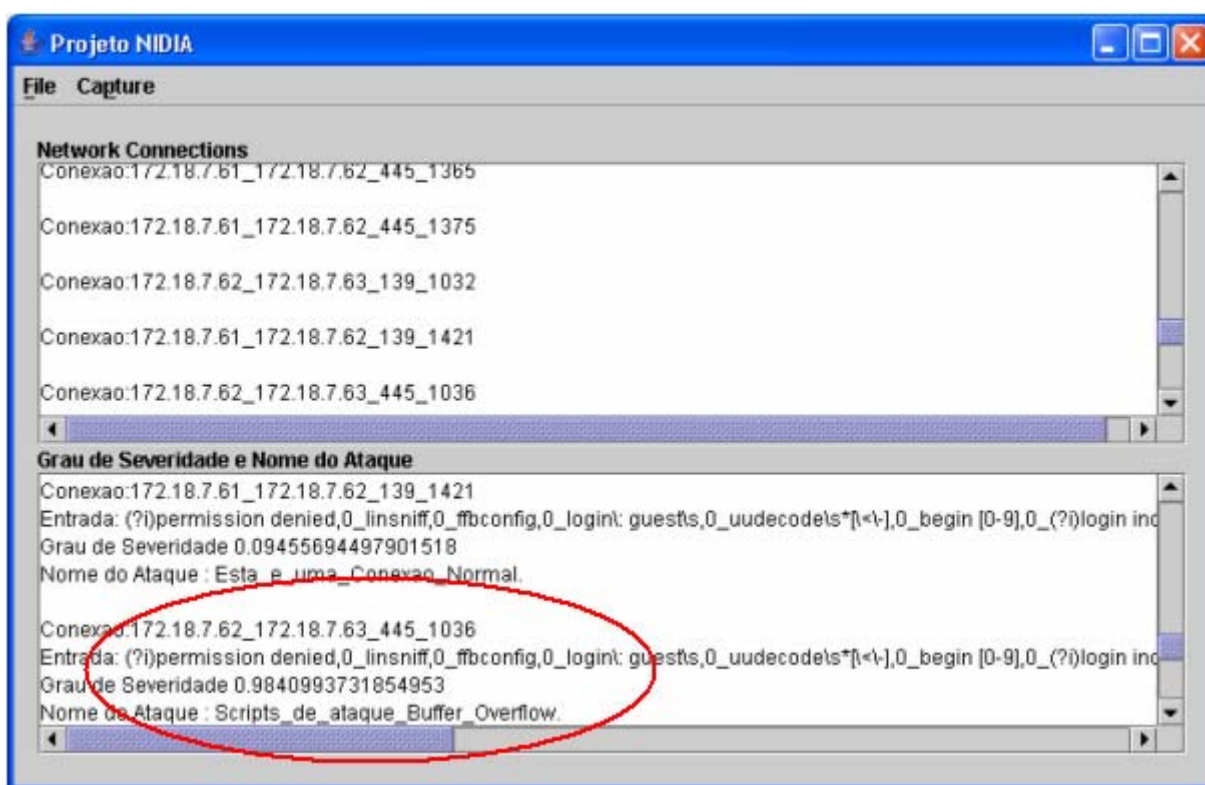 Projeto NIDIA
File Capture
Network Connections
Conexao:172.18.7.61_172.18.7.62_445_1365
Conexao:172.18.7.61_172.18.7.62_445_1375
Conexao:172.18.7.62_172.18.7.63_139_1032
Conexao:172.18.7.61_172.18.7.62_139_1421
Conexao:172.18.7.62_172.18.7.63_445_1036
Grau de Severidade e Nome do Ataque
Conexao:172.18.7.61_172.18.7.62_139_1421
Entrada: (?i)permission denied,0_linsniff,0_ffbconfig,0_login\: guest\s,0_uudecode\s*[\<\-],0_begin [0-9],0_(?i)login inc
Grau de Severidade 0.09455694497901518
Nome do Ataque : Esta_e_uma_Conexao_Normal.
Conexao:172.18.7.62_172.18.7.63_445_1036
Entrada: (?i)permission denied,0_linsniff,0_ffbconfig,0_login\: guest\s,0_uudecode\s*[\<\-],0_begin [0-9],0_(?i)login inc
Grau de Severidade 0.9840993731854953
Nome do Ataque : Scripts_de_ataque_Buffer_Overflow.